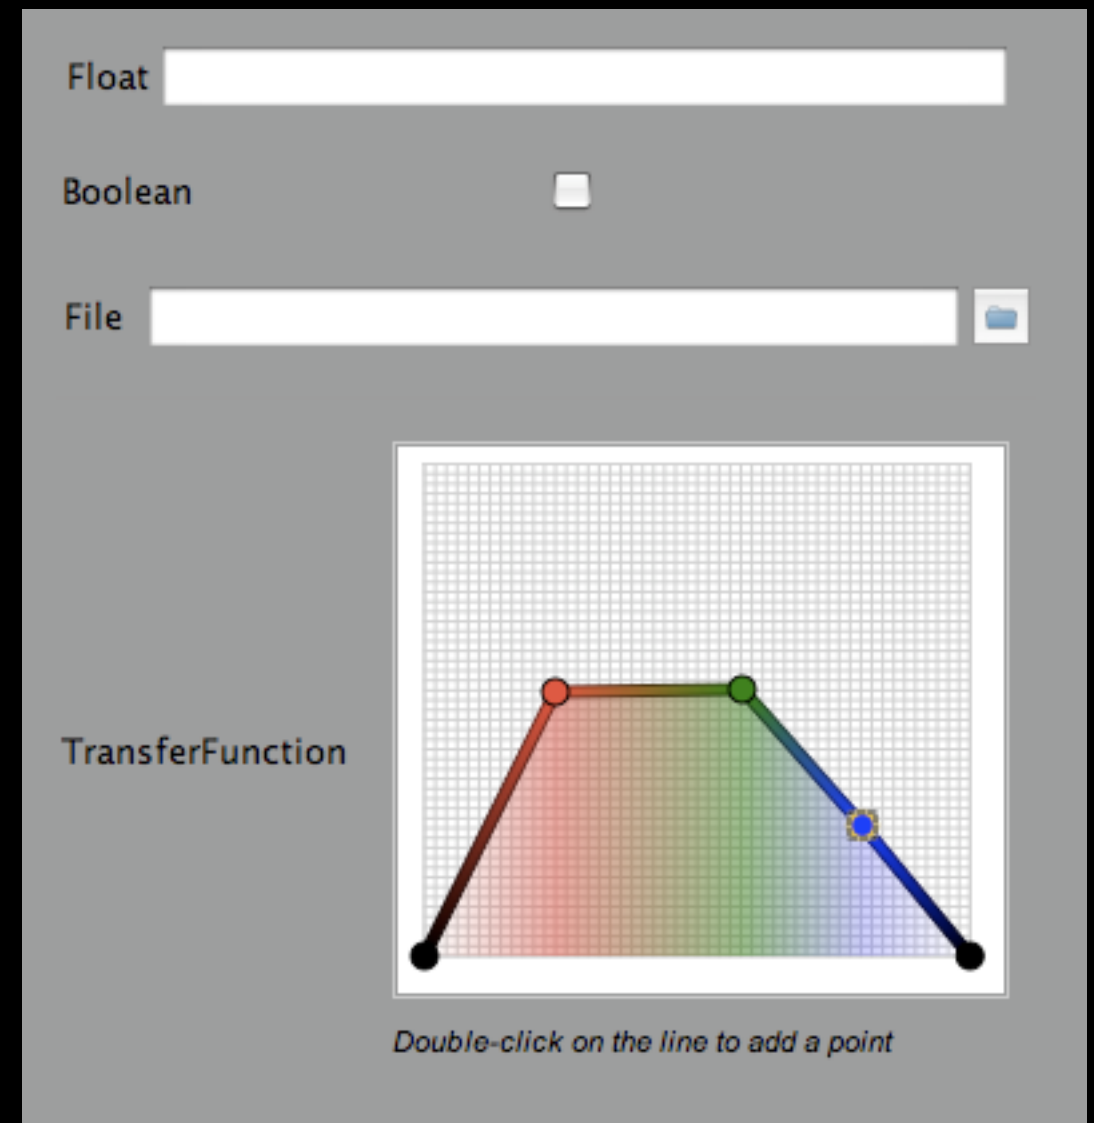 Float
Boolean
File
TransferFunction
Double-click on the line to add a point